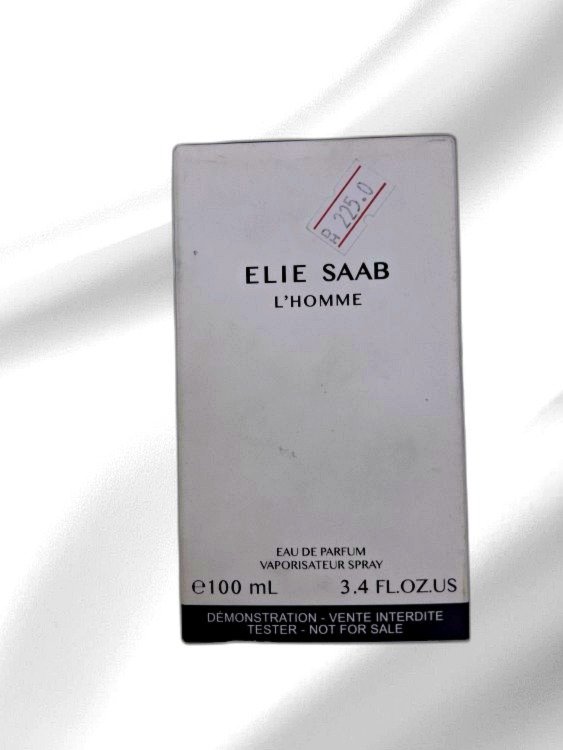 225.0
ELIE SAAB
L'HOMME
EAU DE PARFUM
VAPORISATEUR SPRAY
℮100 mL 3.4 FL.OZ.US
DÉMONSTRATION - VENTE INTERDITE
TESTER - NOT FOR SALE